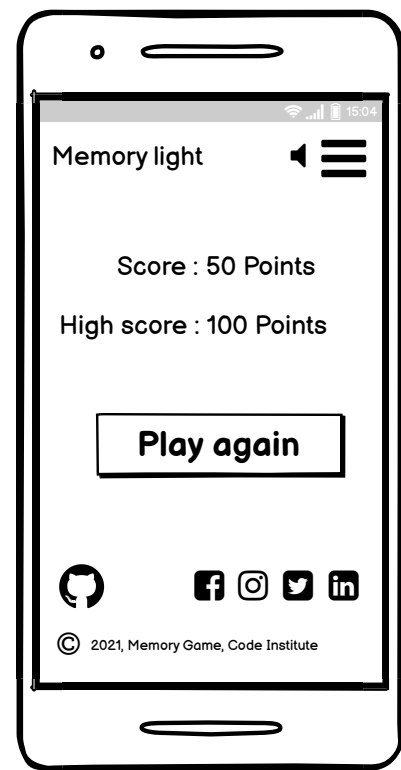 15:04
Memory light
Score : 50 Points
High score : 100 Points
Play again
© 2021, Memory Game, Code Institute